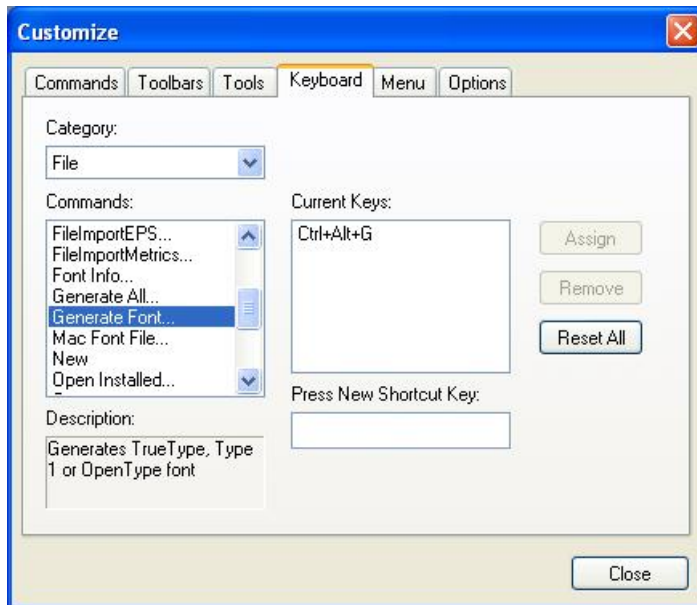 Customize
Commands Toolbars Tools Keyboard Menu Options
Category:
File
Commands:
FileImportEPS...
FileImportMetrics...
Font Info...
Generate All...
Generate Font...
Mac Font File...
New
Open Installed...
Description:
Generates TrueType, Type
1 or OpenType font
Current Keys:
Ctrl+Alt+G
Press New Shortcut Key:
Assign
Remove
Reset All
Close